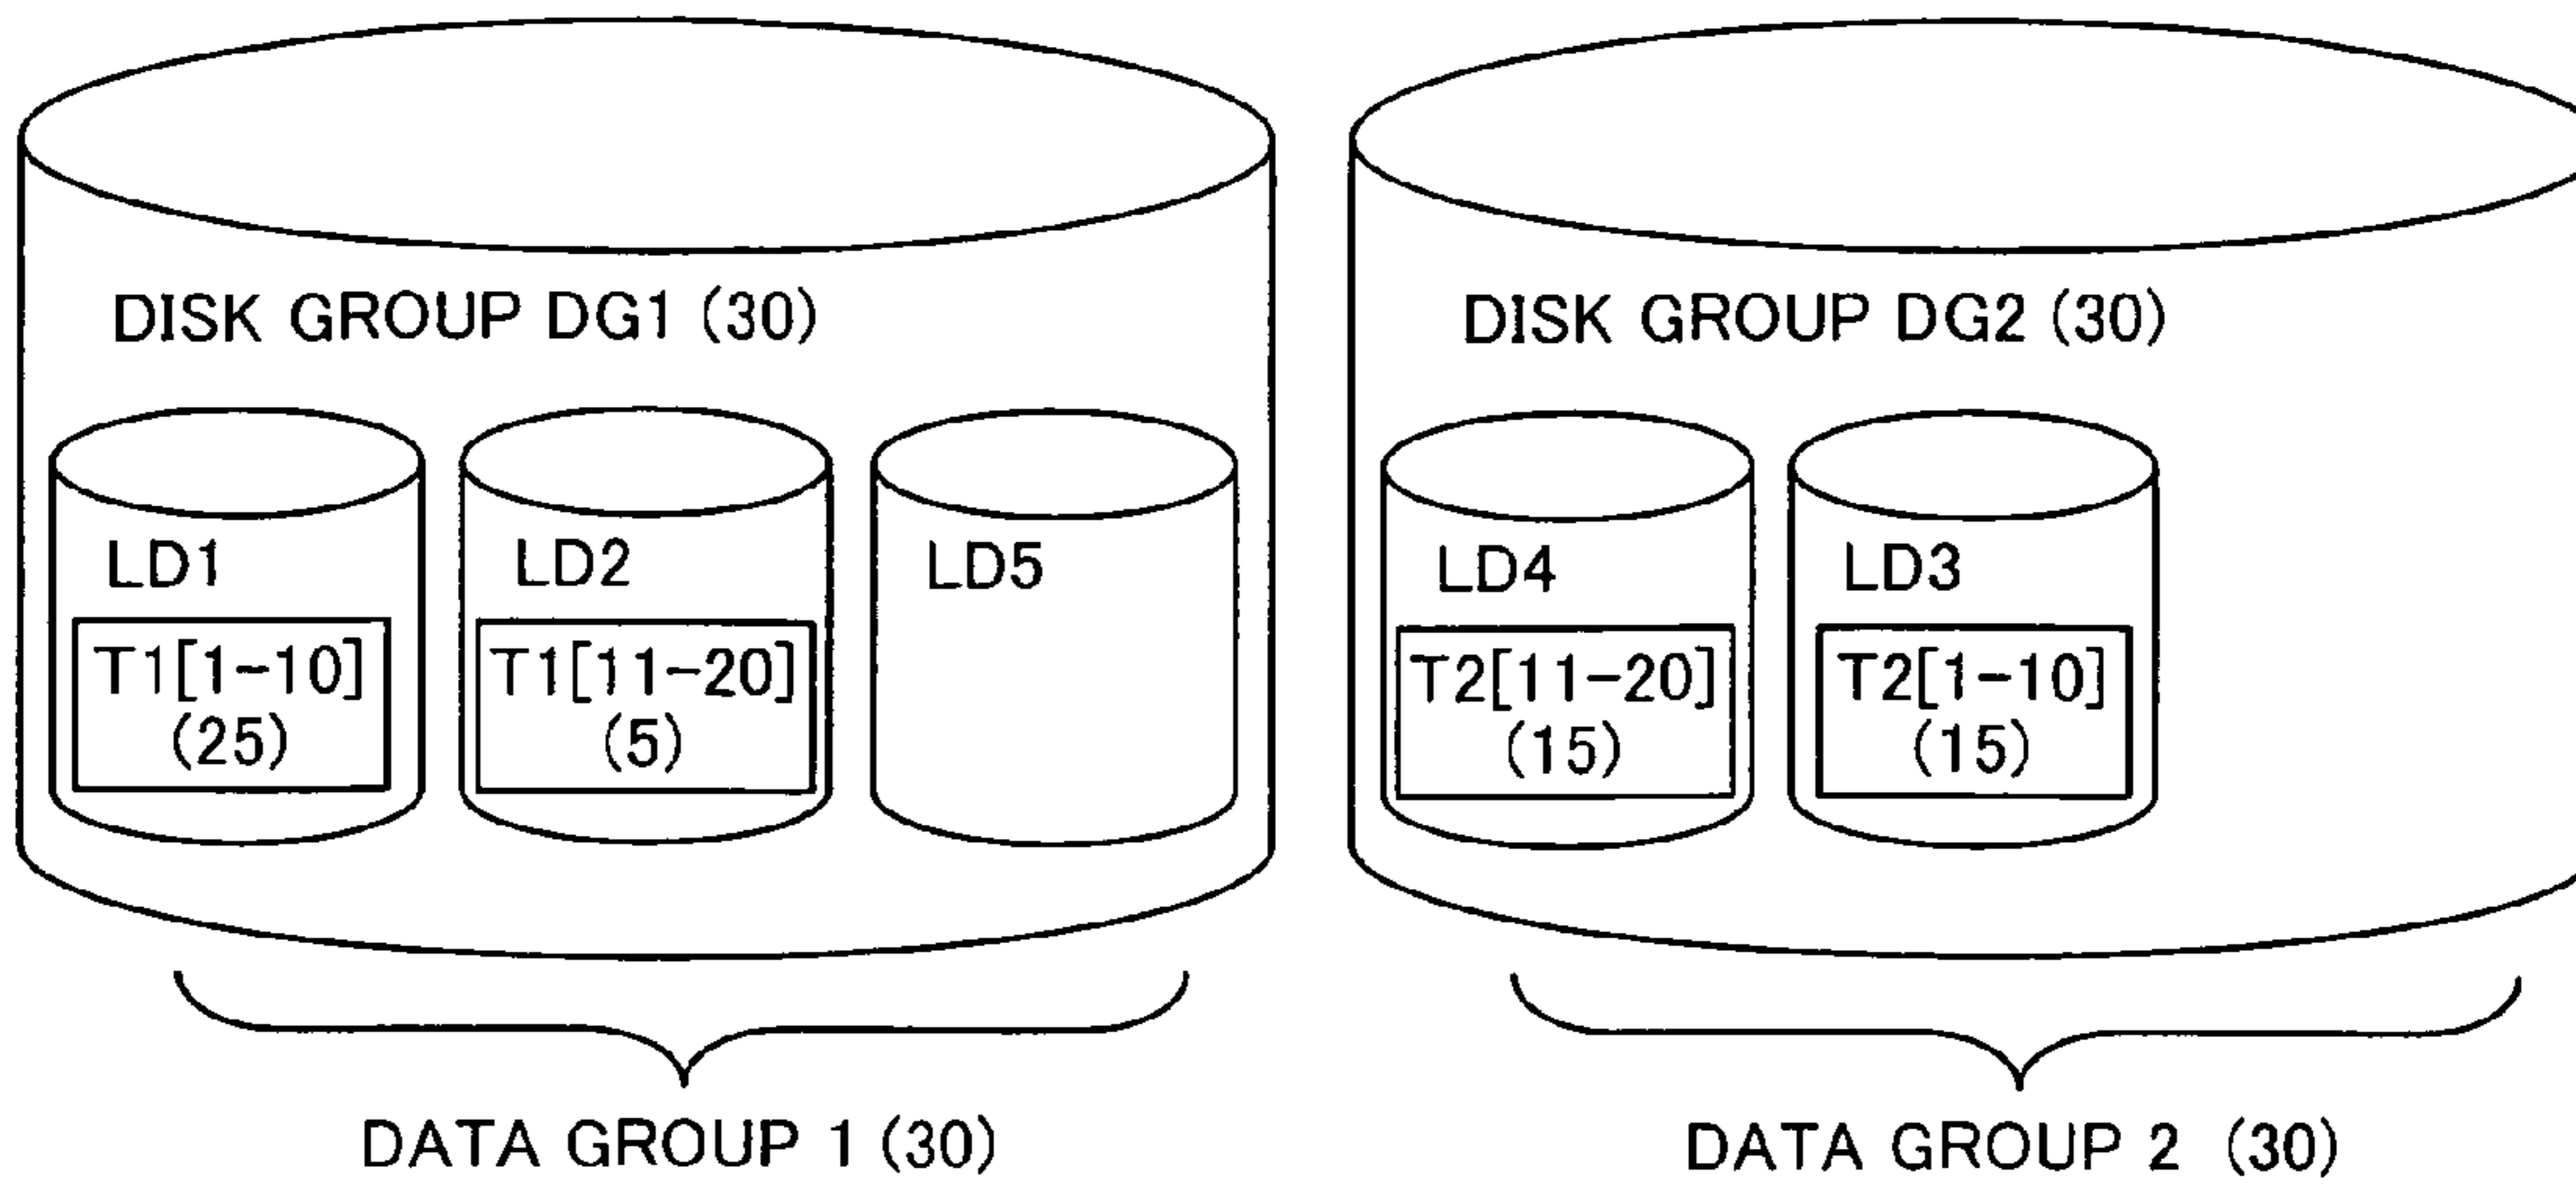 DISK GROUP DG1 (30)
DISK GROUP DG2 (30)
LD1
T1[1-10]
(25)
LD2
T1[11-20]
(5)
LD5
LD4
T2[11-20]
(15)
LD3
T2[1-10]
(15)
DATA GROUP 1 (30)
DATA GROUP 2 (30)